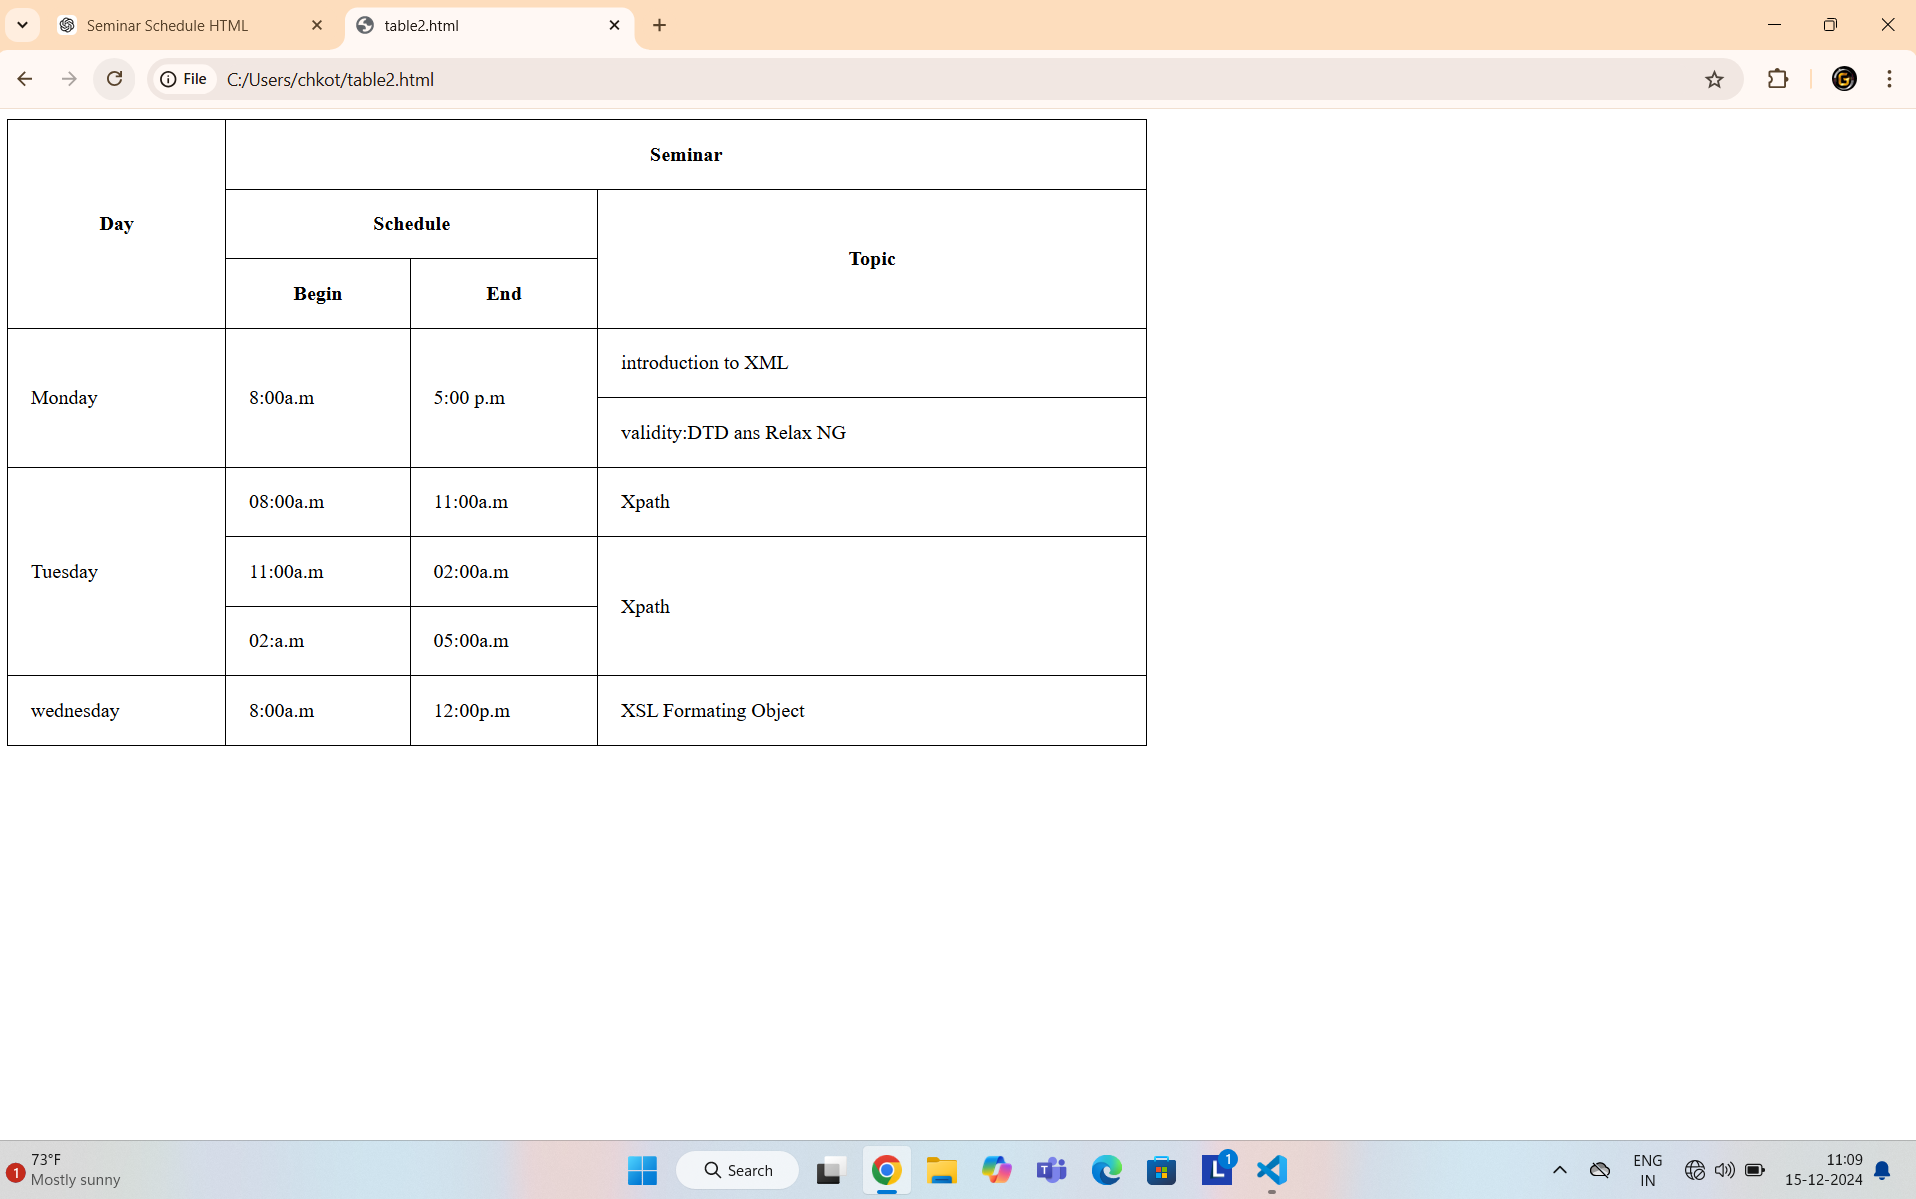 Seminar Schedule HTML
table2.html
File
C:/Users/chkot/table2.html
Day
Seminar
Schedule
Topic
Begin
End
Monday
8:00a.m
5:00 p.m
introduction to XML
validity:DTD ans Relax NG
Tuesday
08:00a.m
11:00a.m
Xpath
11:00a.m
02:00a.m
Xpath
02:a.m
05:00a.m
wednesday
8:00a.m
12:00p.m
XSL Formating Object
1
73°F
Mostly sunny
Search
T
L
1
ENG
IN
11:09
15-12-2024
G